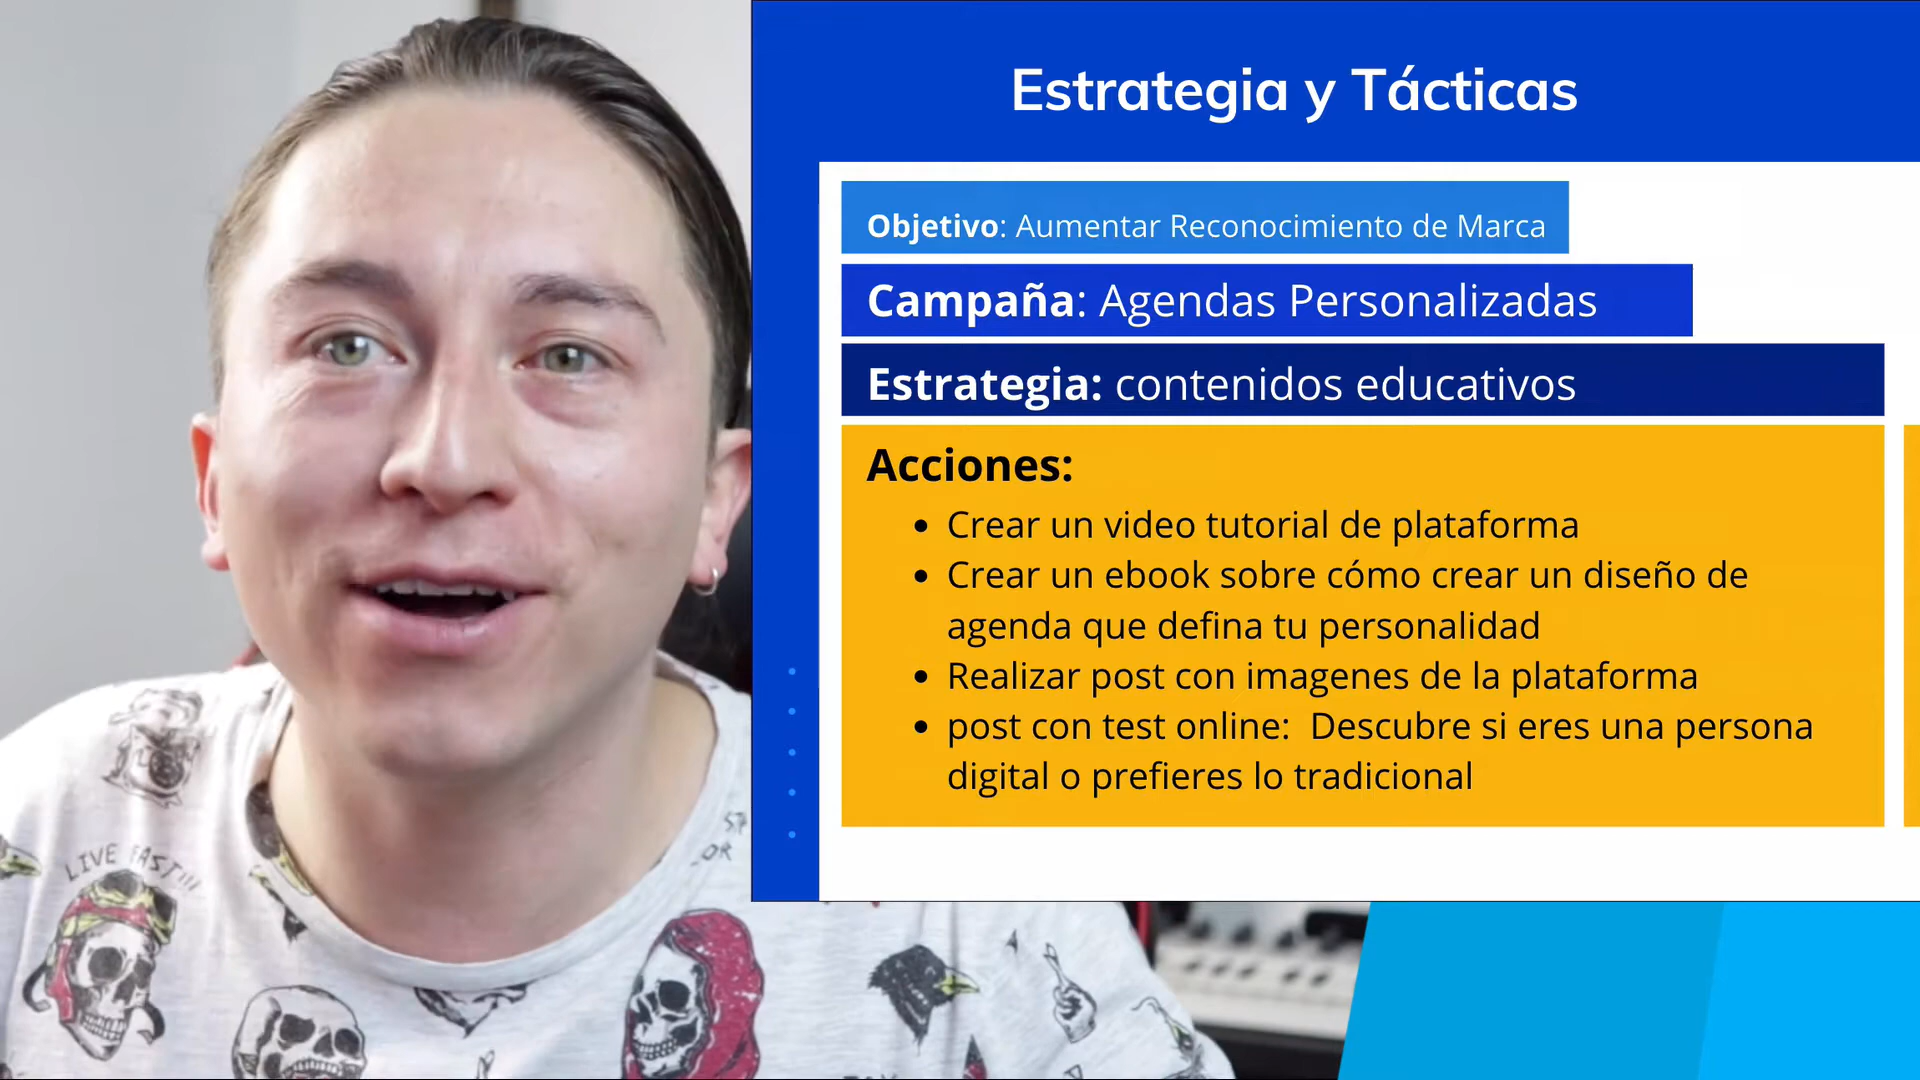 Estrategia y Tácticas
Objetivo: Aumentar Reconocimiento de Marca
Campaña: Agendas Personalizadas
Estrategia: contenidos educativos
Acciones:
• Crear un video tutorial de plataforma
• Crear un ebook sobre cómo crear un diseño de
agenda que defina tu personalidad
• Realizar post con imagenes de la plataforma
• post con test online:  Descubre si eres una persona
digital o prefieres lo tradicional
LIVE FAST!!!